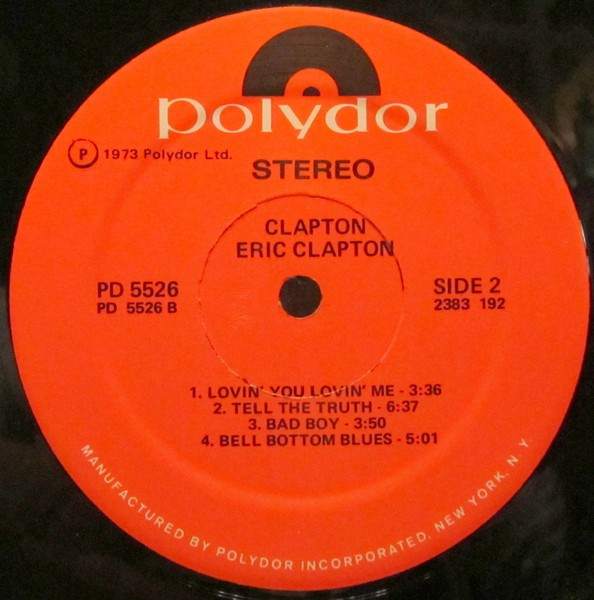 polydor
P 1973 Polydor Ltd.
STEREO
CLAPTON
ERIC CLAPTON
PD 5526
PD 5526 B
SIDE 2
2383 192
1. LOVIN' YOU LOVIN' ME - 3:36
2. TELL THE TRUTH - 6:37
3. BAD BOY - 3:50
4. BELL BOTTOM BLUES - 5:01
MANUFACTURED BY POLYDOR INCORPORATED, NEW YORK, N.Y.